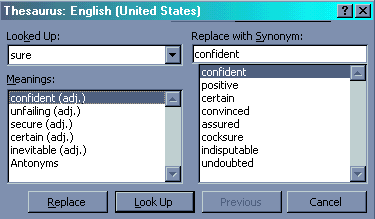 Thesaurus: English (United States)
Looked Up:
sure
Meanings:
confident (adj.)
unfailing (adj.)
secure (adj.)
certain (adj.)
inevitable (adj.)
Antonyms
Replace with Synonym:
confident
confident
positive
certain
convinced
assured
cocksure
indisputable
undoubted
Replace
Look Up
Previous
Cancel